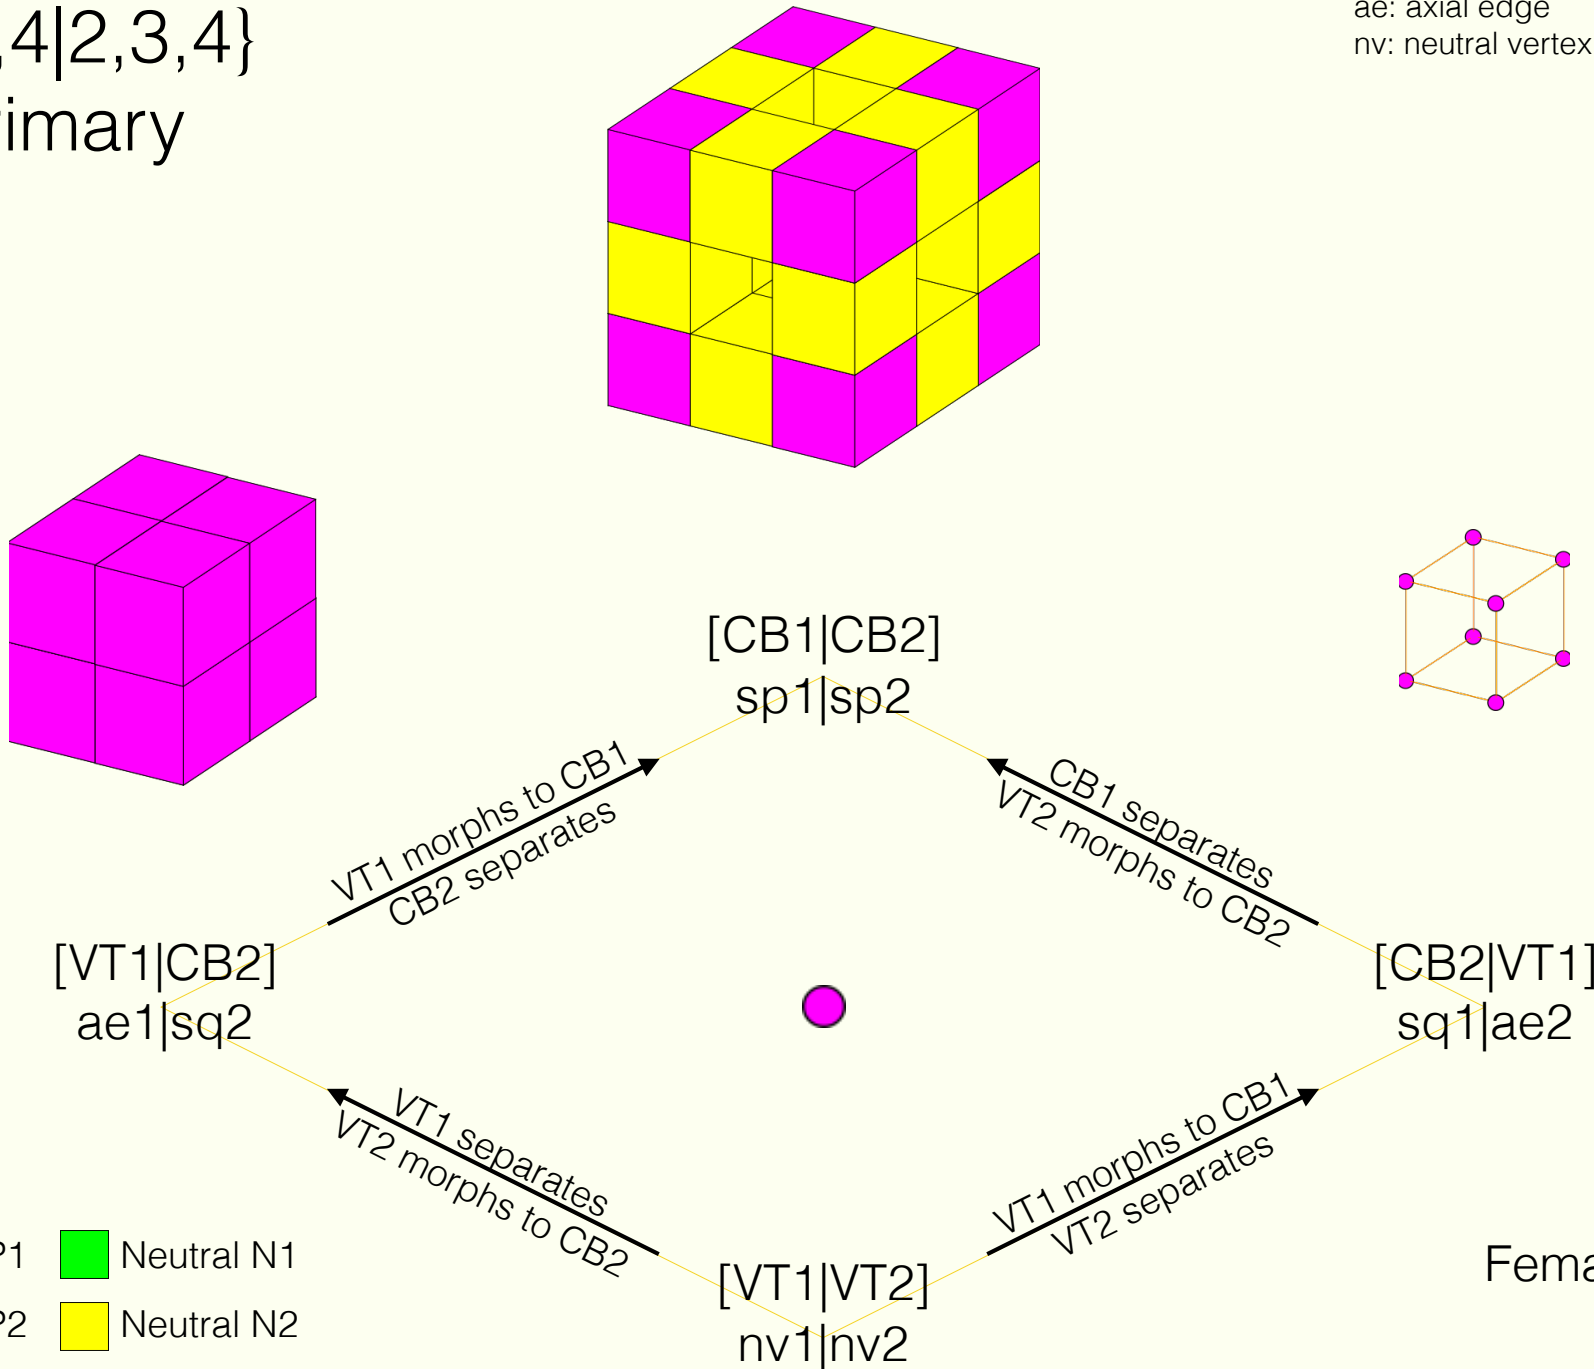 ,4|2,3,4}
imary
ae: axial edge
nv: neutral vertex
[CB1|CB2]
sp1|sp2
VT1 morphs to CB1
CB2 separates
CB1 separates
VT2 morphs to CB2
[VT1|CB2]
ae1|sq2
[CB2|VT1]
sq1|ae2
VT1 separates
VT2 morphs to CB2
VT1 morphs to CB1
VT2 separates
[VT1|VT2]
nv1|nv2
P1
Neutral N1
P2
Neutral N2
Fema